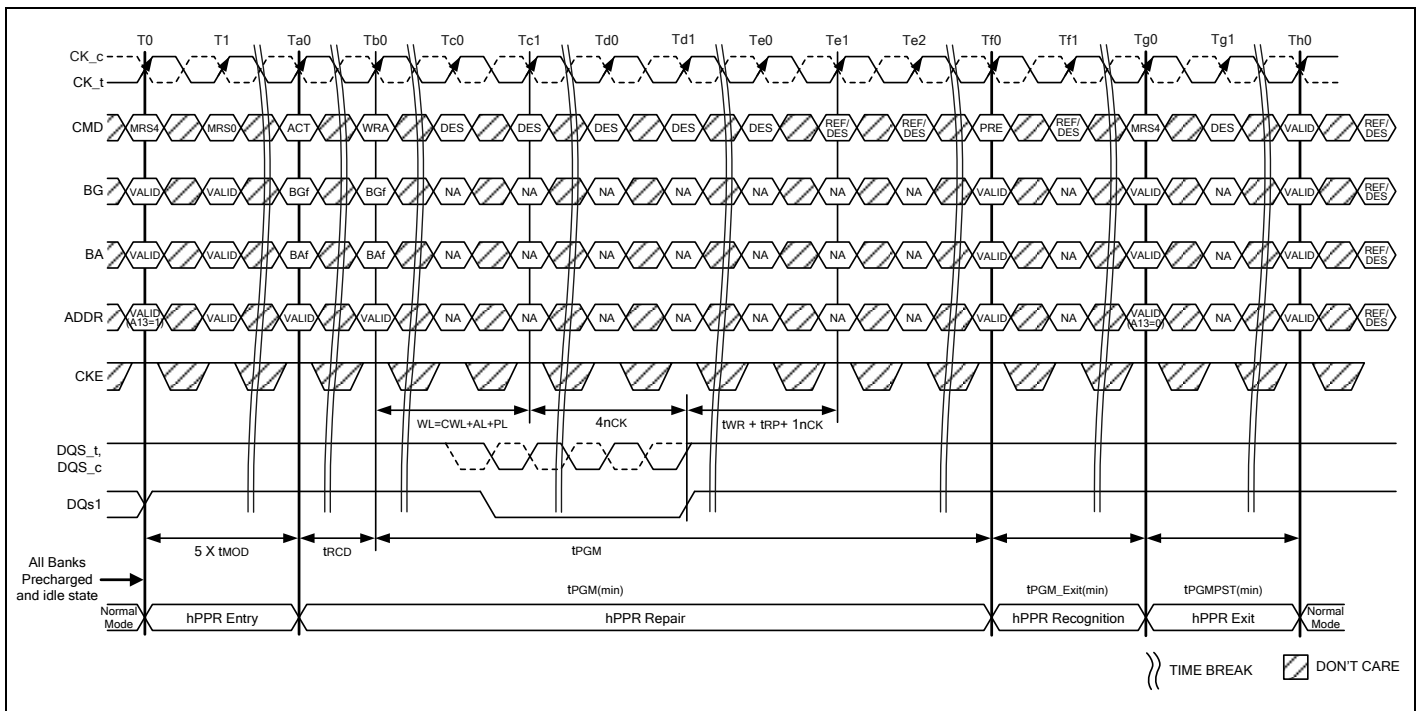 T0 T1 Ta0 Tb0 Tc0 Tc1 Td0 Td1 Te0 Te1 Te2 Tf0 Tf1 Tg0 Tg1 Th0
CK_c
CK_t
CMD MRS4 MRS0 ACT WRA DES DES DES DES DES REF/DES REF/DES PRE REF/DES MRS4 DES VALID REF/DES
BG VALID VALID BGf BGf NA NA NA NA NA NA NA VALID NA VALID NA VALID REF/DES
BA VALID VALID BAf BAf NA NA NA NA NA NA NA VALID NA VALID NA VALID REF/DES
ADDR VALID (A13=1) VALID VALID VALID NA NA NA NA NA NA NA VALID NA VALID (A13=0) NA VALID REF/DES
CKE
WL=CWL+AL+PL 4nCK tWR + tRP+ 1nCK
DQS_t,
DQS_c
DQs1
5 X tMOD tRCD tPGM
All Banks
Precharged
and idle state
tPGM(min) tPGM_Exit(min) tPGMPST(min)
Normal Mode hPPR Entry hPPR Repair hPPR Recognition hPPR Exit Normal Mode
TIME BREAK DON'T CARE